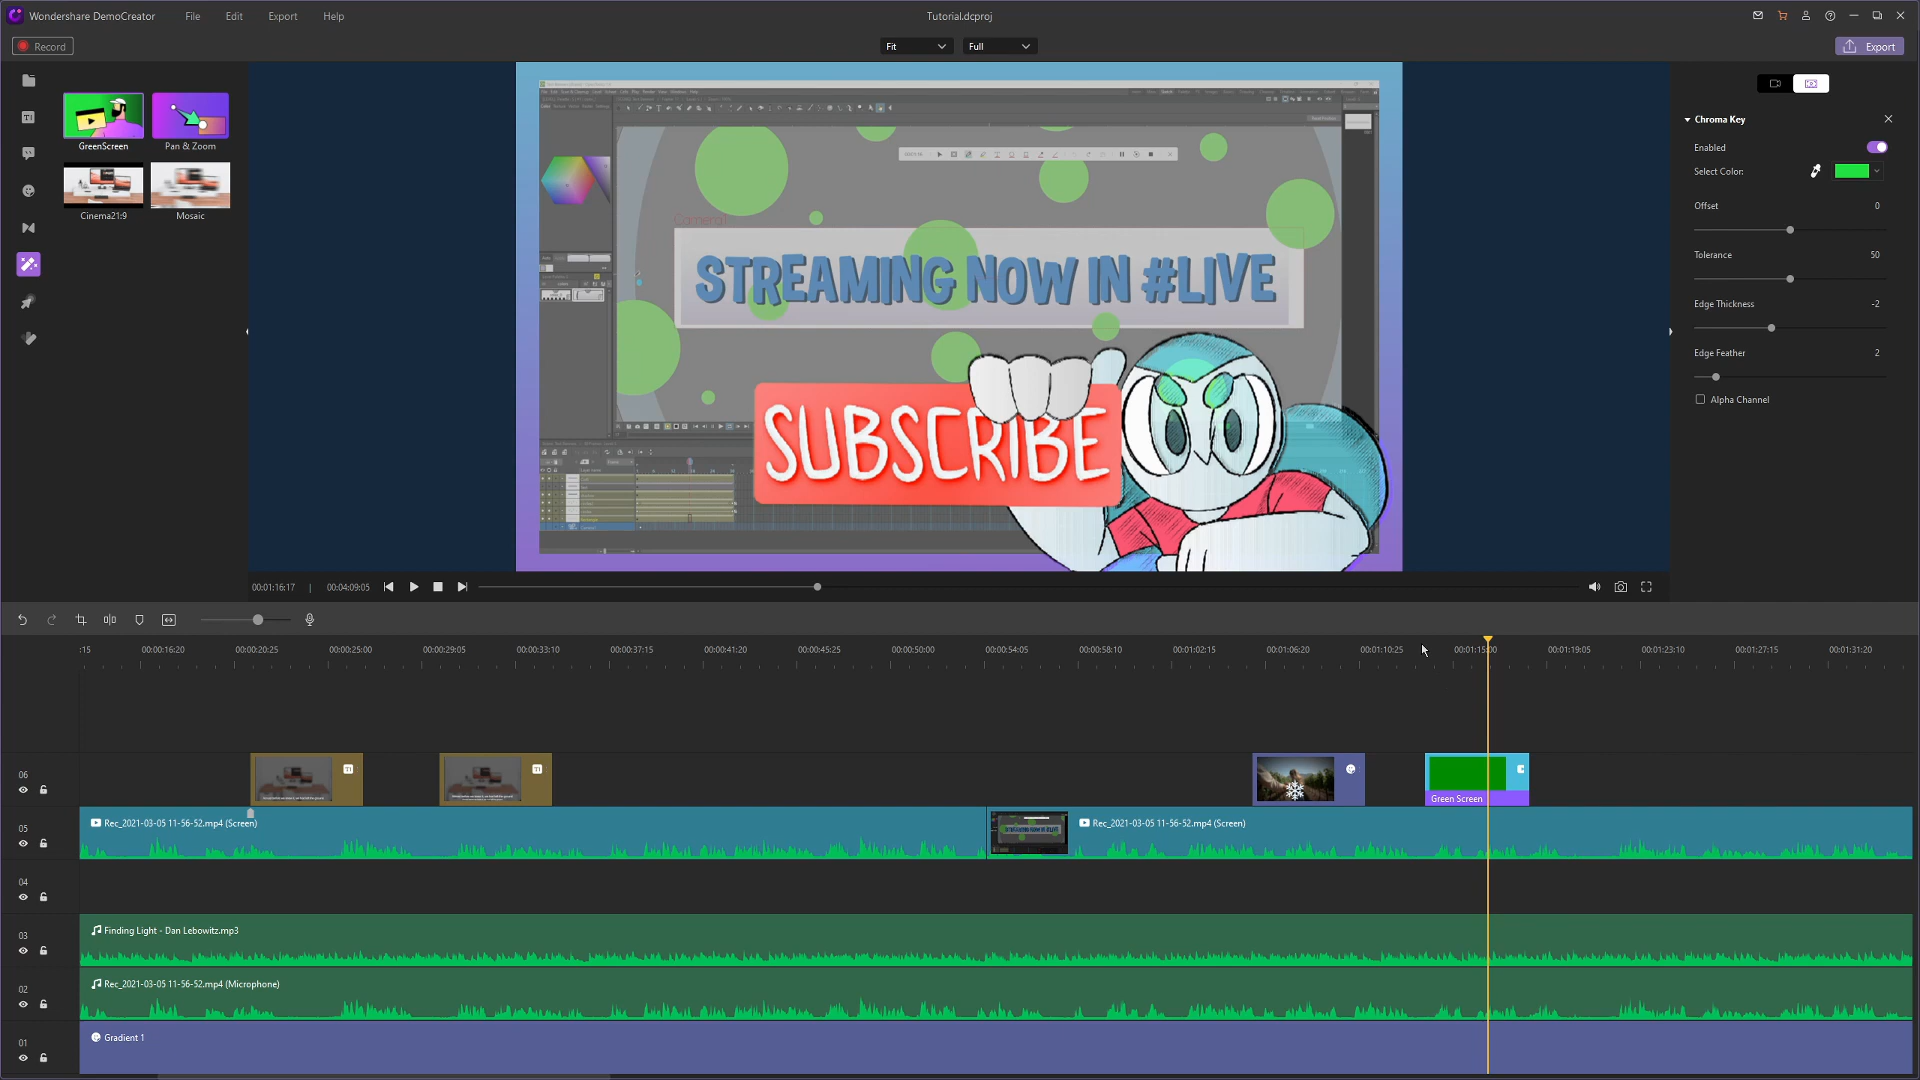 Wondershare DemoCreator File Edit Export Help Tutorial.dcproj
Record Fit Full Export
GreenScreen Pan & Zoom
Cinema21:9 Mosaic
Chroma Key
Enabled
Select Color:
Offset 0
Tolerance 50
Edge Thickness -2
Edge Feather 2
Alpha Channel
Camera1
STREAMING NOW IN #LIVE
SUBSCRIBE
00:01:16:17 | 00:04:09:05
:15 00:00:16:20 00:00:20:25 00:00:25:00 00:00:29:05 00:00:33:10 00:00:37:15 00:00:41:20 00:00:45:25 00:00:50:00 00:00:54:05 00:00:58:10 00:01:02:15 00:01:06:20 00:01:10:25 00:01:15:00 00:01:19:05 00:01:23:10 00:01:27:15 00:01:31:20
06
Green Screen
05
Rec_2021-03-05 11-56-52.mp4 (Screen) Rec_2021-03-05 11-56-52.mp4 (Screen)
04
03
Finding Light - Dan Lebowitz.mp3
02
Rec_2021-03-05 11-56-52.mp4 (Microphone)
01
Gradient 1